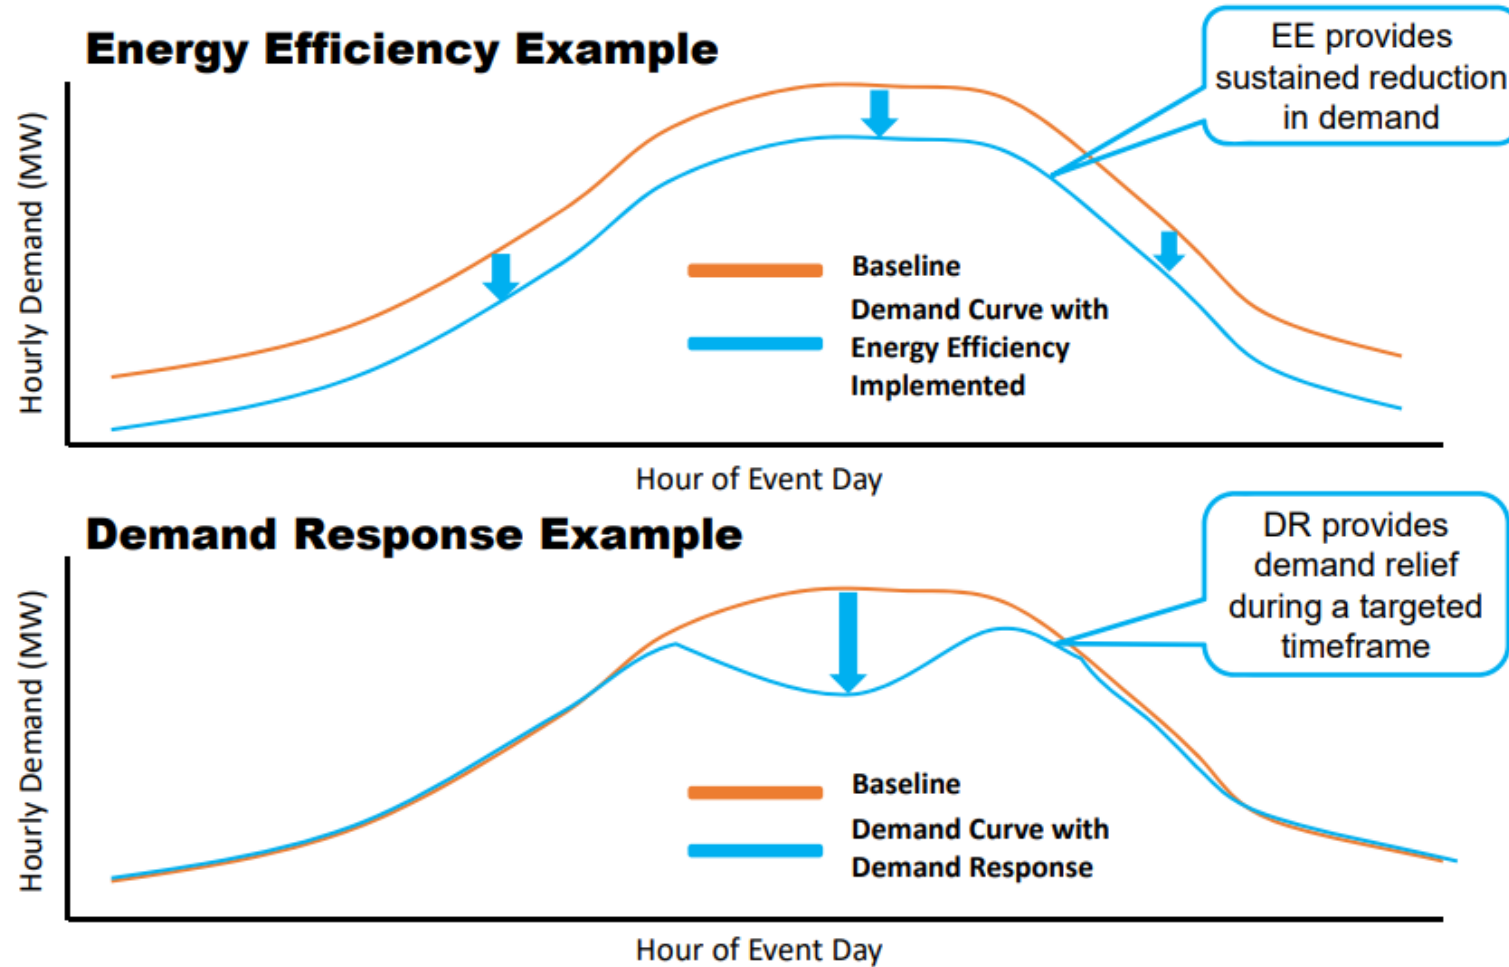 Energy Efficiency Example
EE provides
sustained reduction
in demand
Hourly Demand (MW)
Baseline
Demand Curve with
Energy Efficiency
Implemented
Hour of Event Day
Demand Response Example
DR provides
demand relief
during a targeted
timeframe
Hourly Demand (MW)
Baseline
Demand Curve with
Demand Response
Hour of Event Day